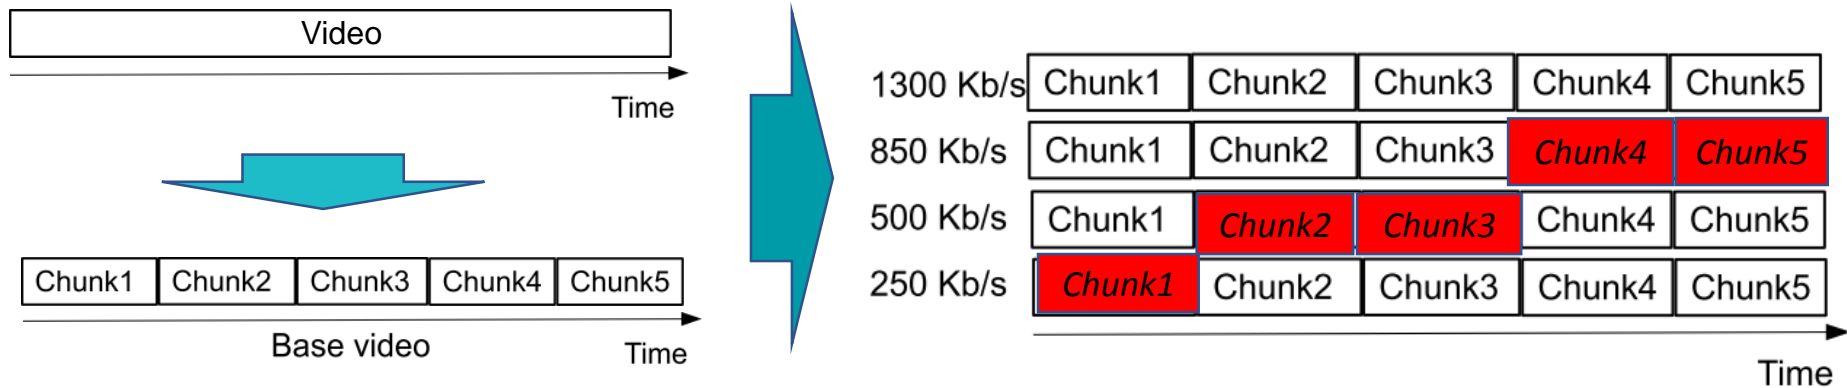 Video
Time
Chunk1 Chunk2 Chunk3 Chunk4 Chunk5
Base video
Time
1300 Kb/s Chunk1 Chunk2 Chunk3 Chunk4 Chunk5
850 Kb/s Chunk1 Chunk2 Chunk3 Chunk4 Chunk5
500 Kb/s Chunk1 Chunk2 Chunk3 Chunk4 Chunk5
250 Kb/s Chunk1 Chunk2 Chunk3 Chunk4 Chunk5
Time